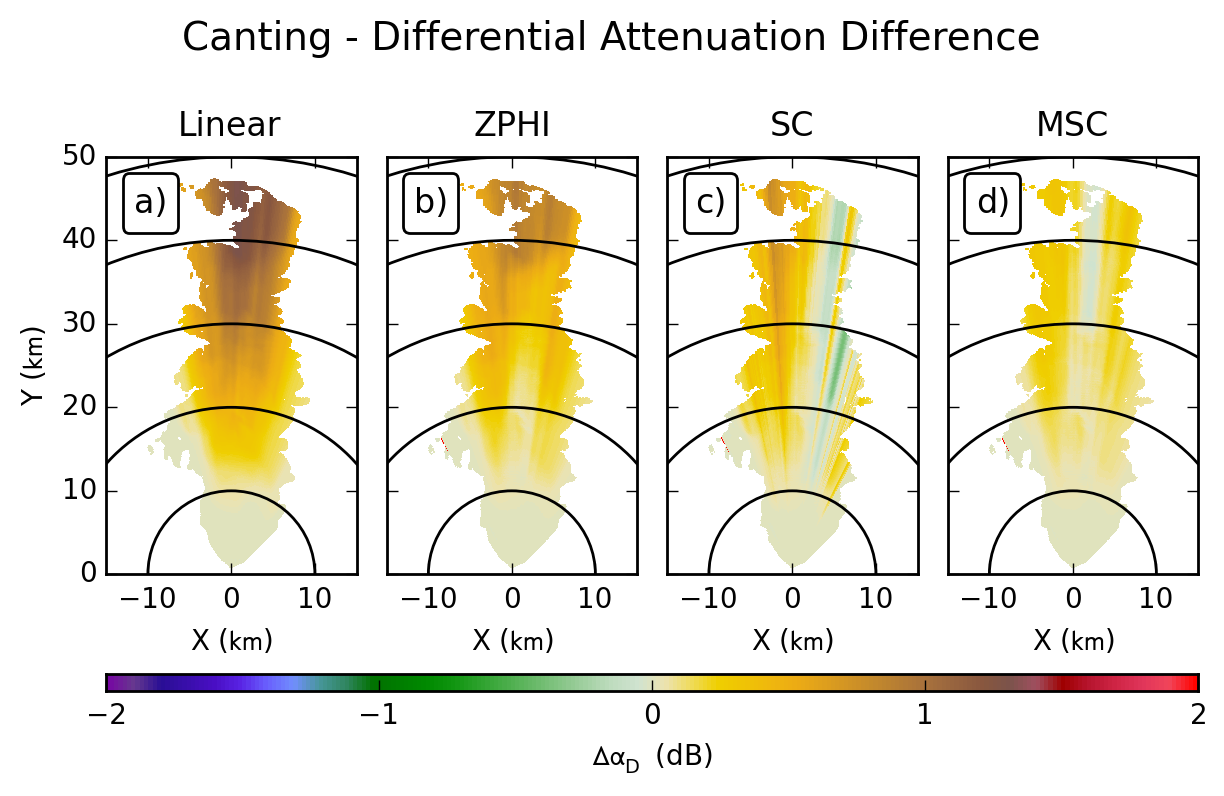 Canting - Differential Attenuation Difference
Linear ZPHI SC MSC
a) b) c) d)
50
40
30
20
10
0
Y (km)
−10 0 10 −10 0 10 −10 0 10 −10 0 10
X (km) X (km) X (km) X (km)
−2 −1 0 1 2
Δα_D (dB)